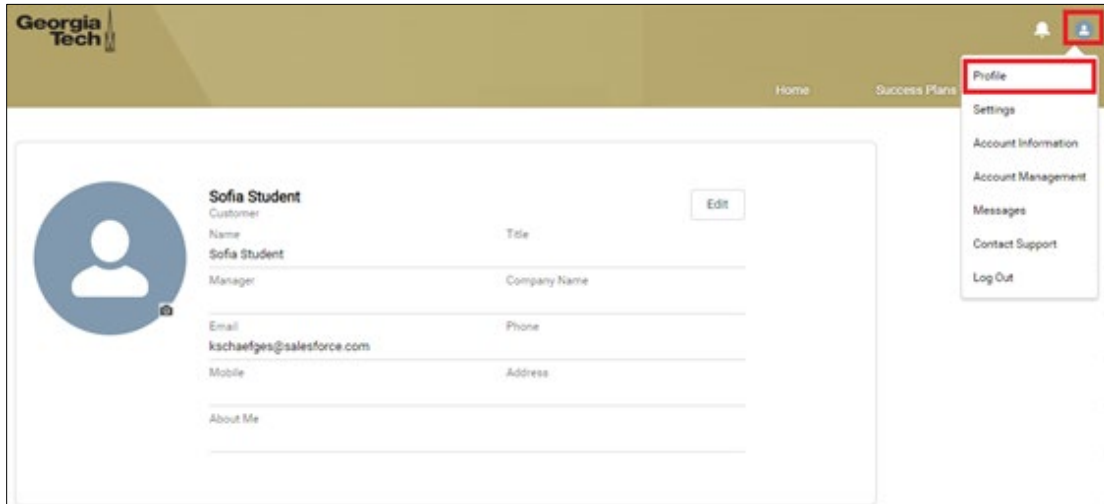 Georgia
Tech
Home Success Plans
Profile
Settings
Account Information
Account Management
Messages
Contact Support
Log Out
Sofia Student
Customer
Edit
Name Title
Sofia Student
Manager Company Name
Email Phone
kschaefges@salesforce.com
Mobile Address
About Me